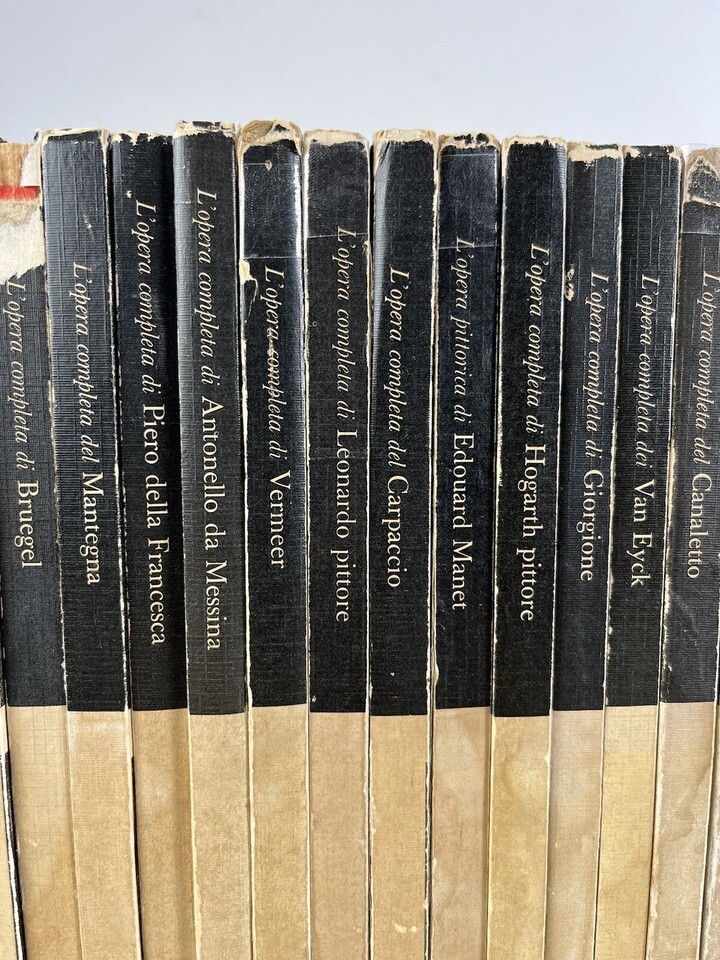 L'opera completa di Bruegel
L'opera completa del Mantegna
L'opera completa di Piero della Francesca
L'opera completa di Antonello da Messina
L'opera completa di Vermeer
L'opera completa di Leonardo pittore
L'opera completa del Carpaccio
L'opera pittorica di Edouard Manet
L'opera completa di Hogarth pittore
L'opera completa di Giorgione
L'opera completa dei Van Eyck
L'opera completa del Canaletto